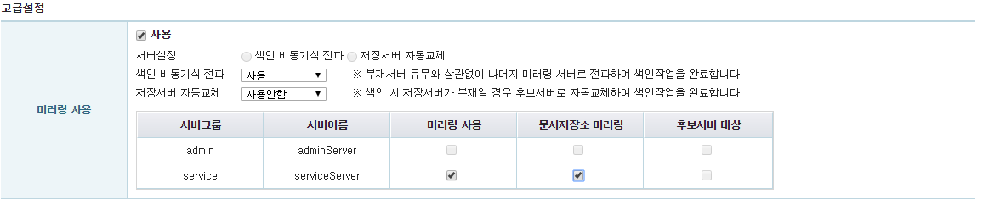 고급설정
미러링 사용
사용
서버설정 색인 비동기식 전파 저장서버 자동교체
색인 비동기식 전파 사용 ※ 부재서버 유무와 상관없이 나머지 미러링 서버로 전파하여 색인작업을 완료합니다.
저장서버 자동교체 사용안함 ※ 색인 시 저장서버가 부재일 경우 후보서버로 자동교체하여 색인작업을 완료합니다.
서버그룹 서버이름 미러링 사용 문서저장소 미러링 후보서버 대상
admin adminServer
service serviceServer